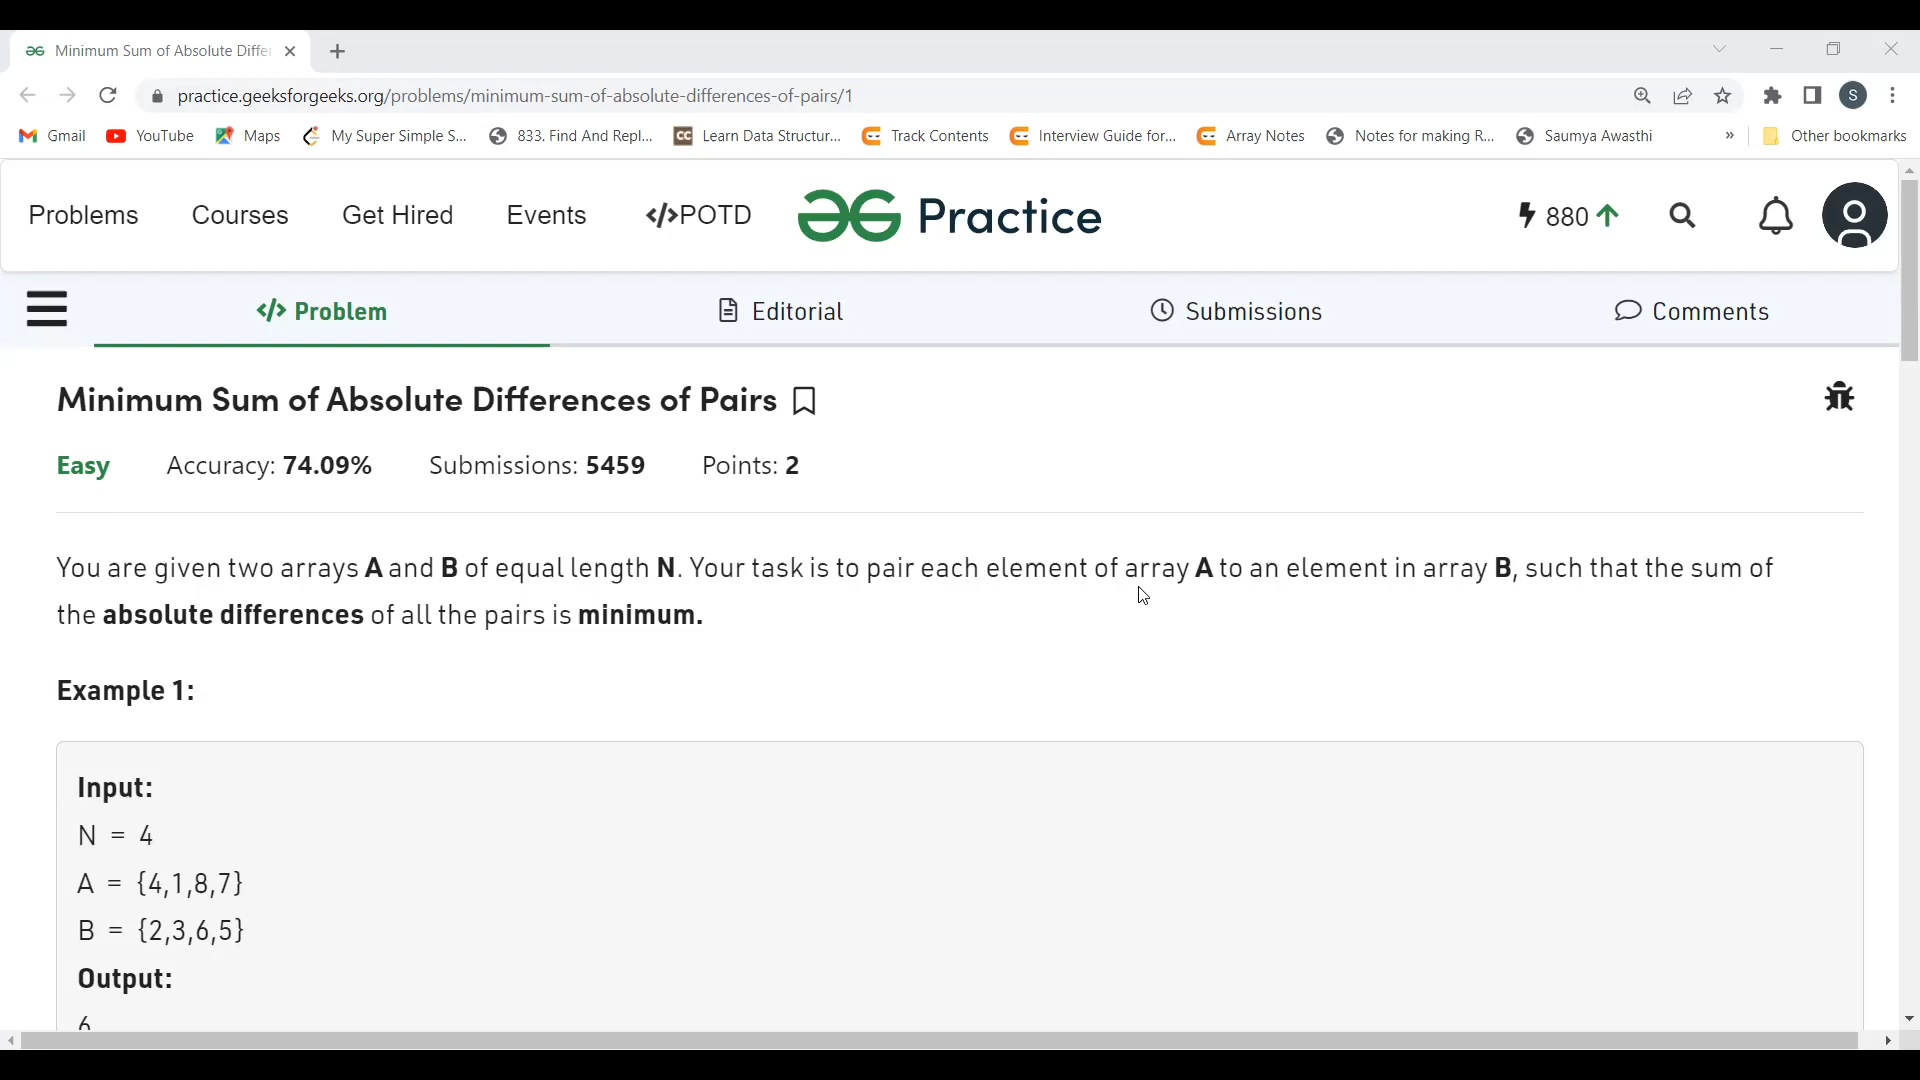 Minimum Sum of Absolute Differ
practice.geeksforgeeks.org/problems/minimum-sum-of-absolute-differences-of-pairs/1
S
Gmail YouTube Maps My Super Simple S... 833. Find And Repl... CC Learn Data Structur... Track Contents Interview Guide for... Array Notes Notes for making R... Saumya Awasthi » Other bookmarks
Problems Courses Get Hired Events </>POTD Practice 880
</> Problem Editorial Submissions Comments
Minimum Sum of Absolute Differences of Pairs
Easy Accuracy: 74.09% Submissions: 5459 Points: 2
You are given two arrays A and B of equal length N. Your task is to pair each element of array A to an element in array B, such that the sum of
the absolute differences of all the pairs is minimum.
Example 1:
Input:
N = 4
A = {4,1,8,7}
B = {2,3,6,5}
Output:
6